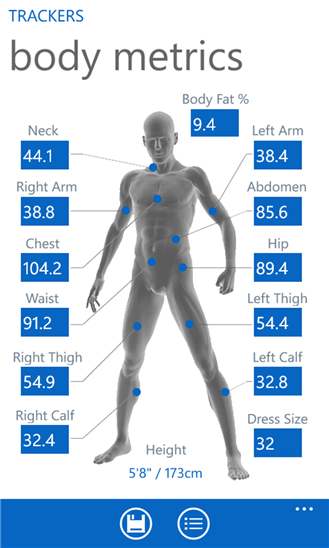 TRACKERS
body metrics
Body Fat %
9.4
Neck
44.1
Left Arm
38.4
Right Arm
38.8
Abdomen
85.6
Chest
104.2
Hip
89.4
Waist
91.2
Left Thigh
54.4
Right Thigh
54.9
Left Calf
32.8
Right Calf
32.4
Dress Size
32
Height
5'8" / 173cm